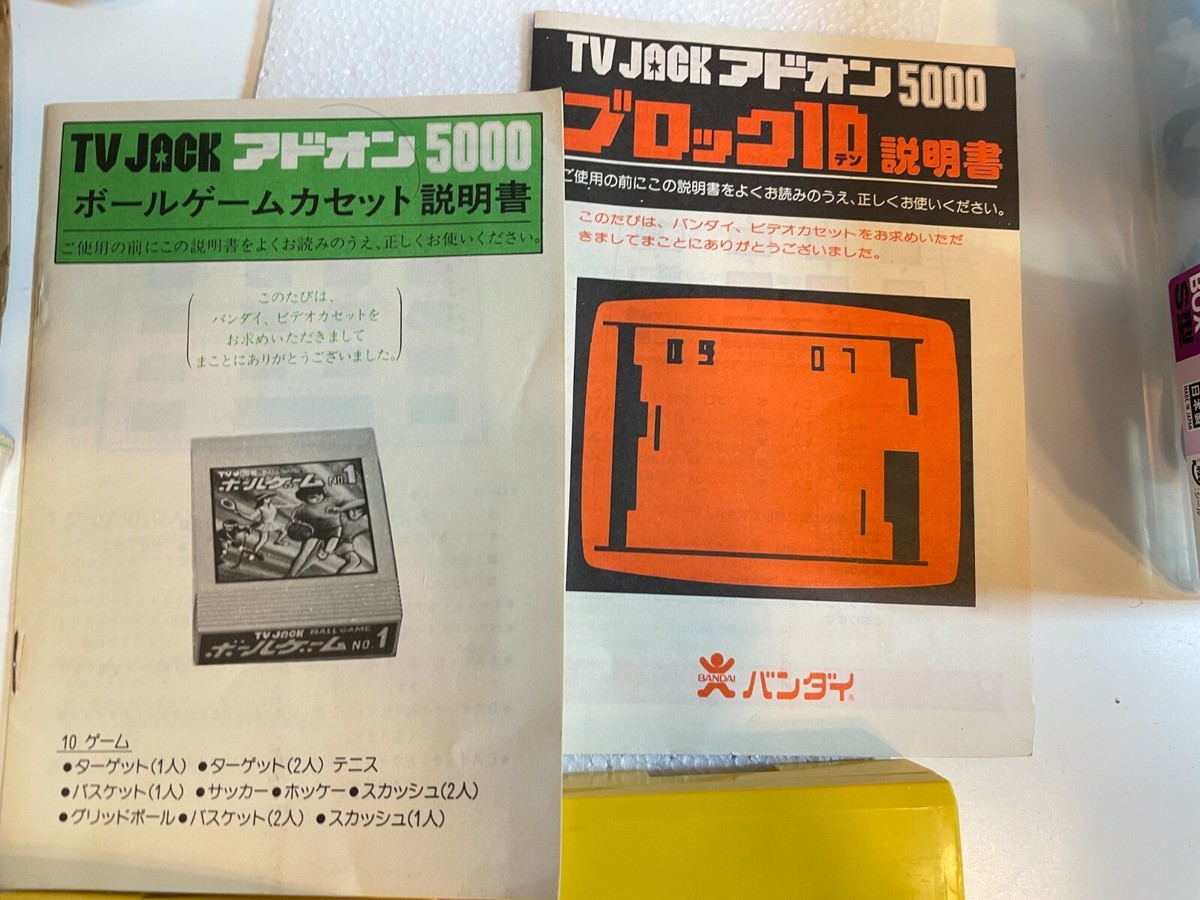 TV JACK アドオン 5000
ボールゲームカセット 説明書
ご使用の前にこの説明書をよくお読みのうえ、正しくお使いください。
このたびは、
バンダイ、ビデオカセットを
お求めいただきまして
まことにありがとうございました。
TV JACK BALL GAME
ボールゲーム NO.1
TV JACK BALL GAME
ボールゲーム NO.1
10 ゲーム
●ターゲット(1人) ●ターゲット(2人) テニス
●バスケット(1人) ●サッカー ●ホッケー ●スカッシュ(2人)
●グリッドボール ●バスケット(2人) ●スカッシュ(1人)
TV JACK アドオン 5000
ブロック10 テン 説明書
ご使用の前にこの説明書をよくお読みのうえ、正しくお使いください。
このたびは、バンダイ、ビデオカセットをお求めいただ
きましてまことにありがとうございました。
09 07
BANDAI バンダイ
日本製
MADE IN JAPAN